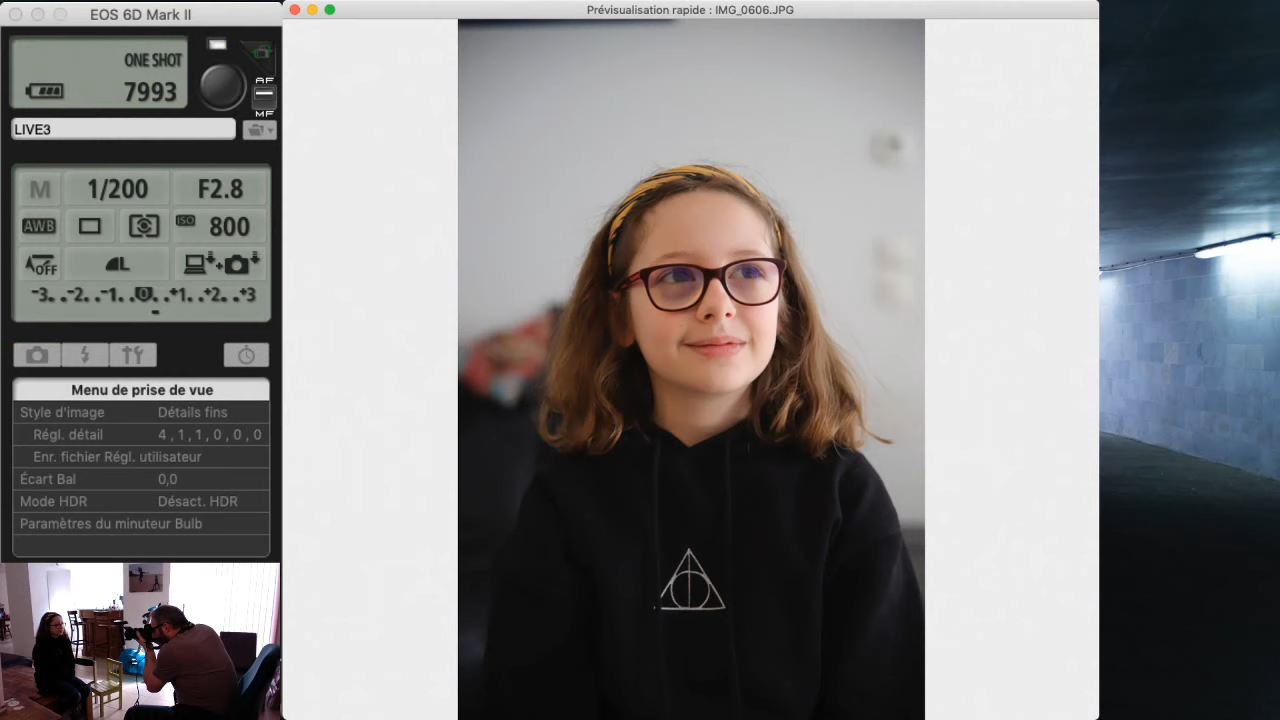 EOS 6D Mark II
Prévisualisation rapide : IMG_0606.JPG
ONE SHOT
7993
AF
MF
LIVE3
M 1/200 F2.8
AWB ISO 800
OFF L +
-3..-2..-1..0..+1..+2..+3
Menu de prise de vue
Style d'image Détails fins
Régl. détail 4 , 1 , 1 , 0 , 0 , 0
Enr. fichier Régl. utilisateur
Écart Bal 0,0
Mode HDR Désact. HDR
Paramètres du minuteur Bulb